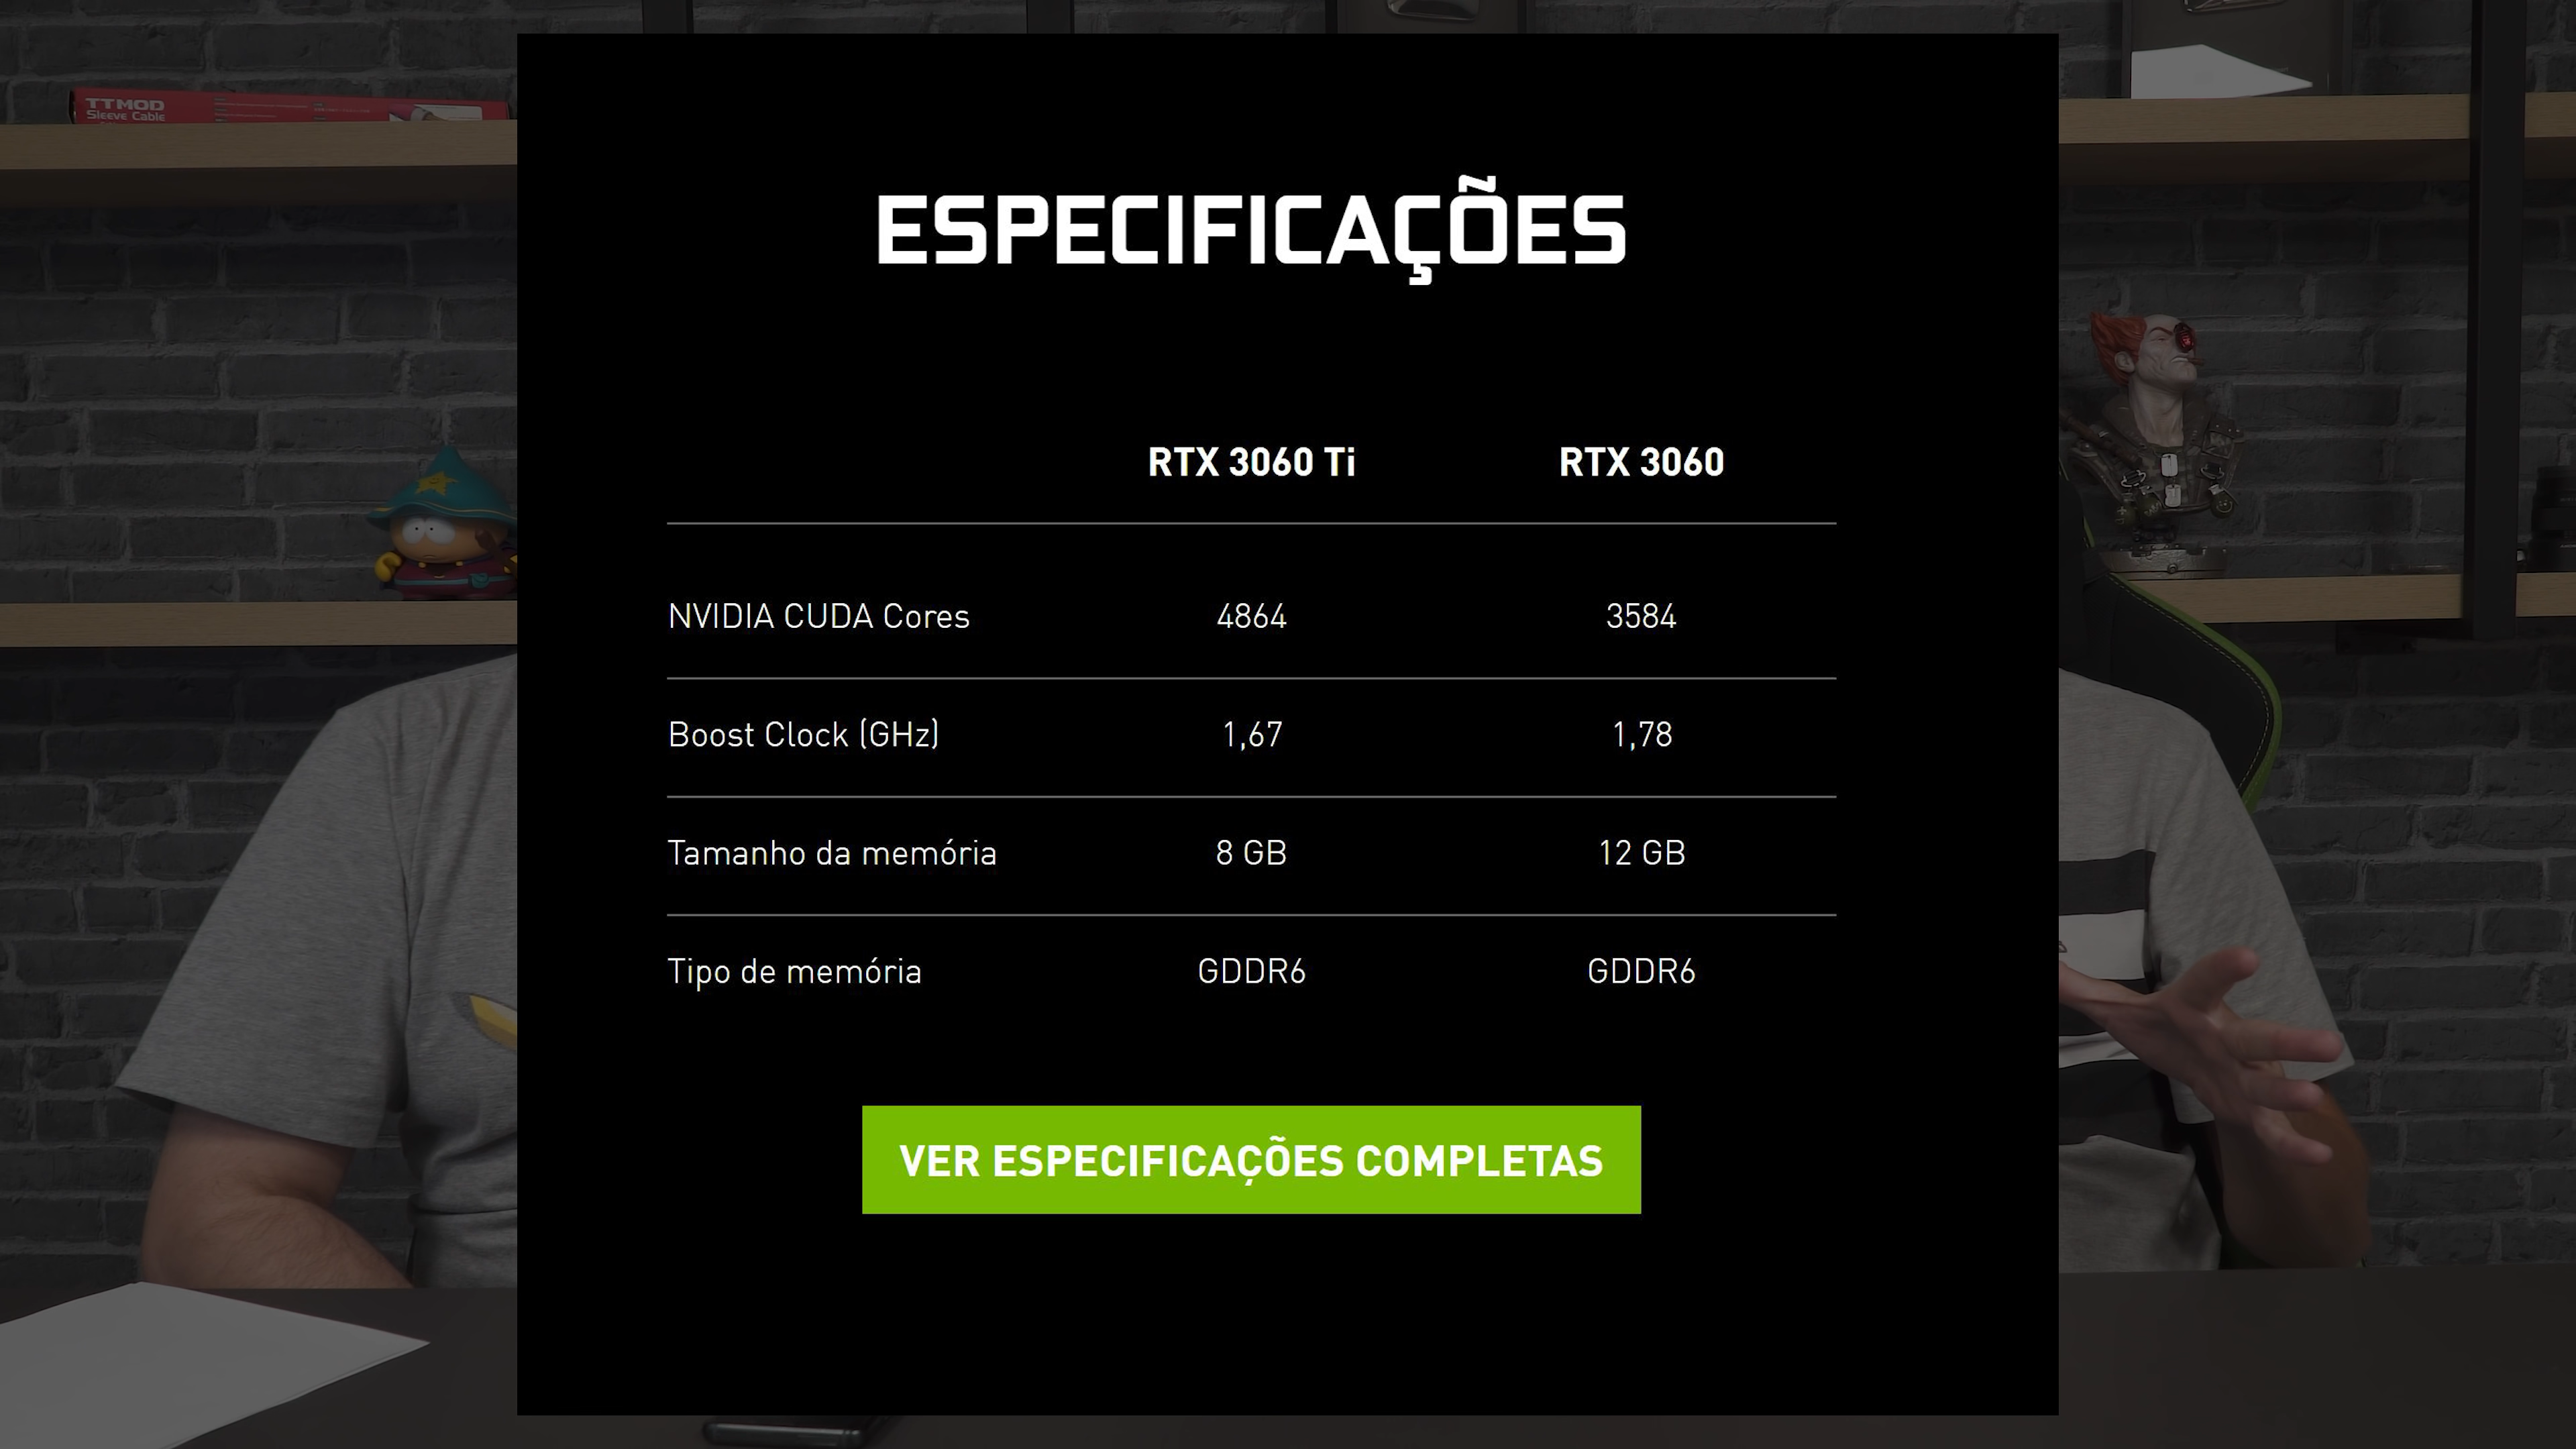 TTMOD
Sleeve Cable
ESPECIFICAÇÕES
RTX 3060 Ti RTX 3060
NVIDIA CUDA Cores 4864 3584
Boost Clock (GHz) 1,67 1,78
Tamanho da memória 8 GB 12 GB
Tipo de memória GDDR6 GDDR6
VER ESPECIFICAÇÕES COMPLETAS